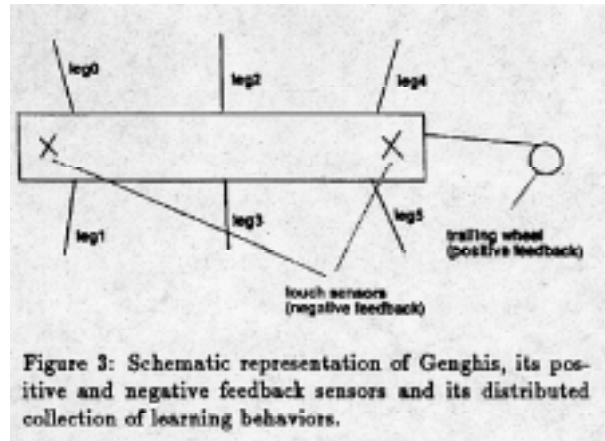 leg0
leg2
leg4
leg1
leg3
leg5
trailing wheel
(positive feedback)
touch sensors
(negative feedback)
Figure 3: Schematic representation of Genghis, its pos-
itive and negative feedback sensors and its distributed
collection of learning behaviors.